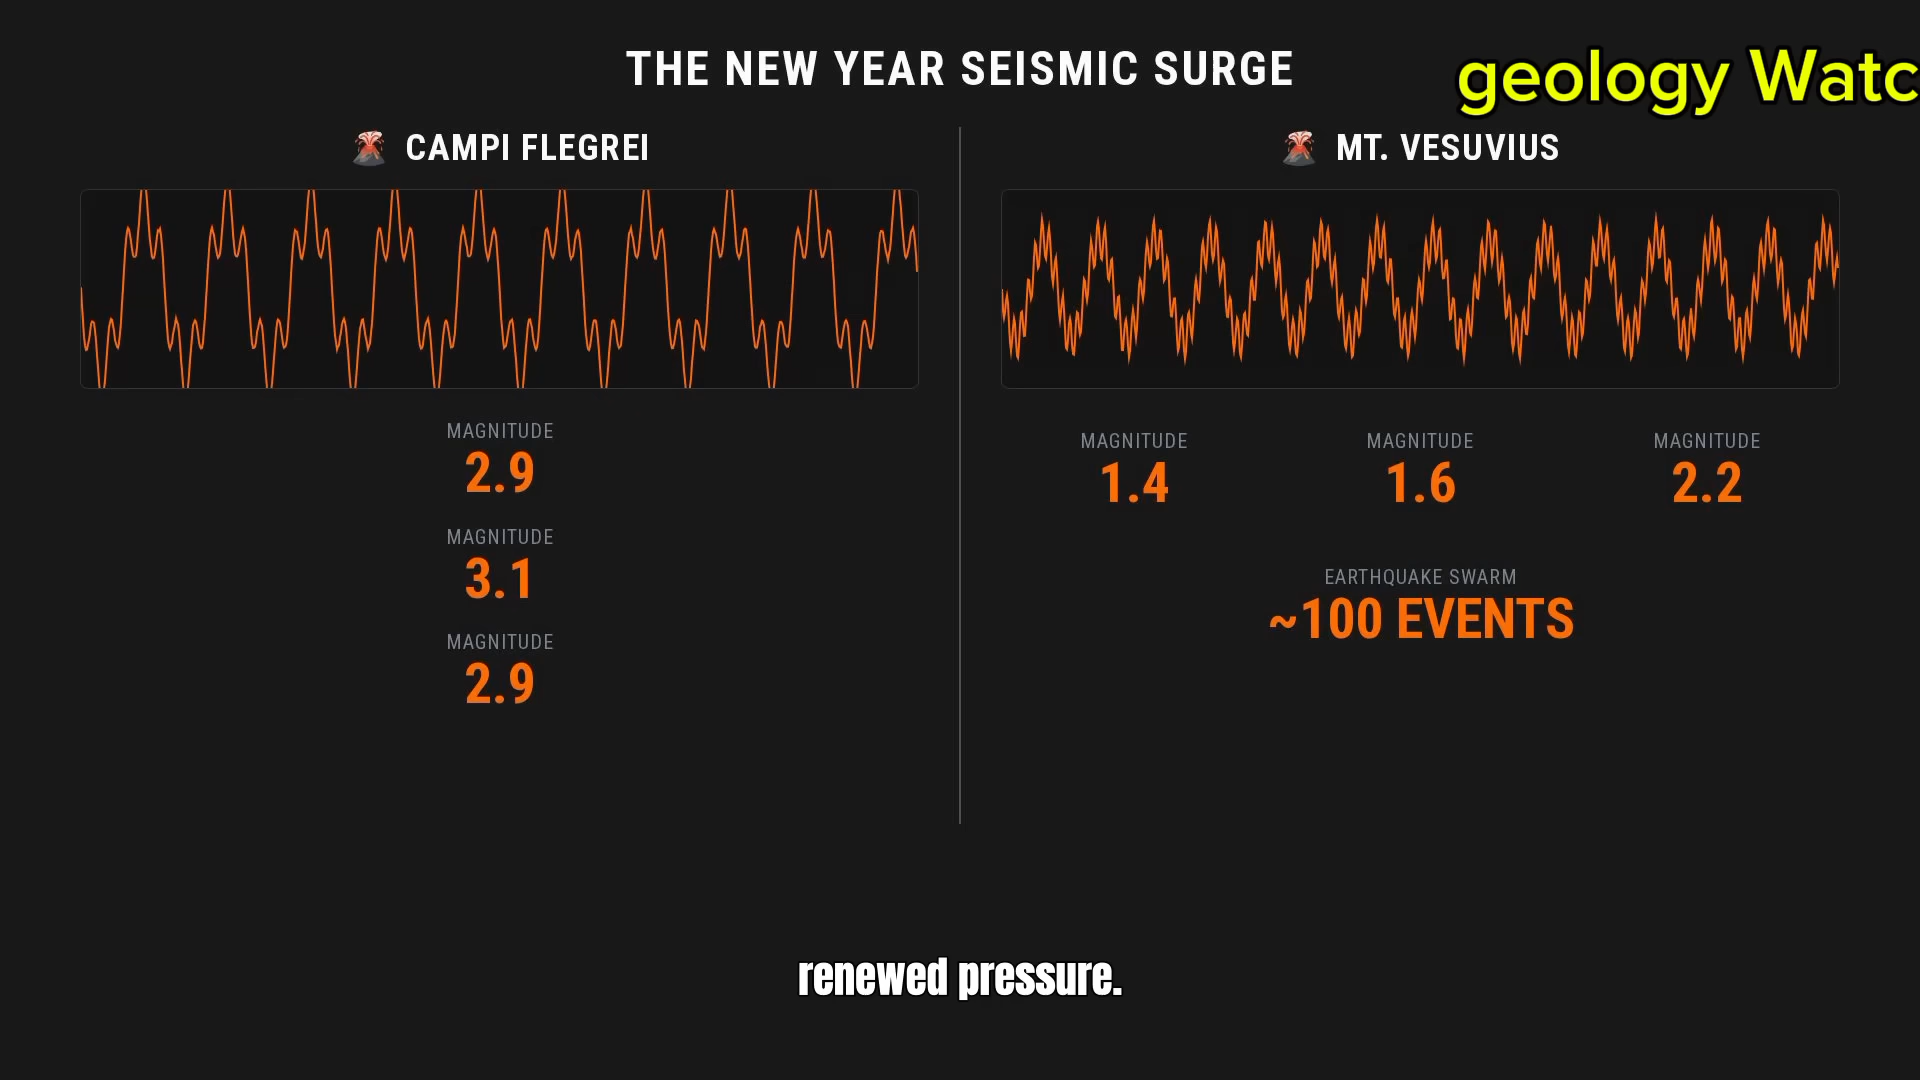 THE NEW YEAR SEISMIC SURGE
geology Watc
CAMPI FLEGREI
MAGNITUDE
2.9
MAGNITUDE
3.1
MAGNITUDE
2.9
MT. VESUVIUS
MAGNITUDE MAGNITUDE MAGNITUDE
1.4 1.6 2.2
EARTHQUAKE SWARM
~100 EVENTS
renewed pressure.